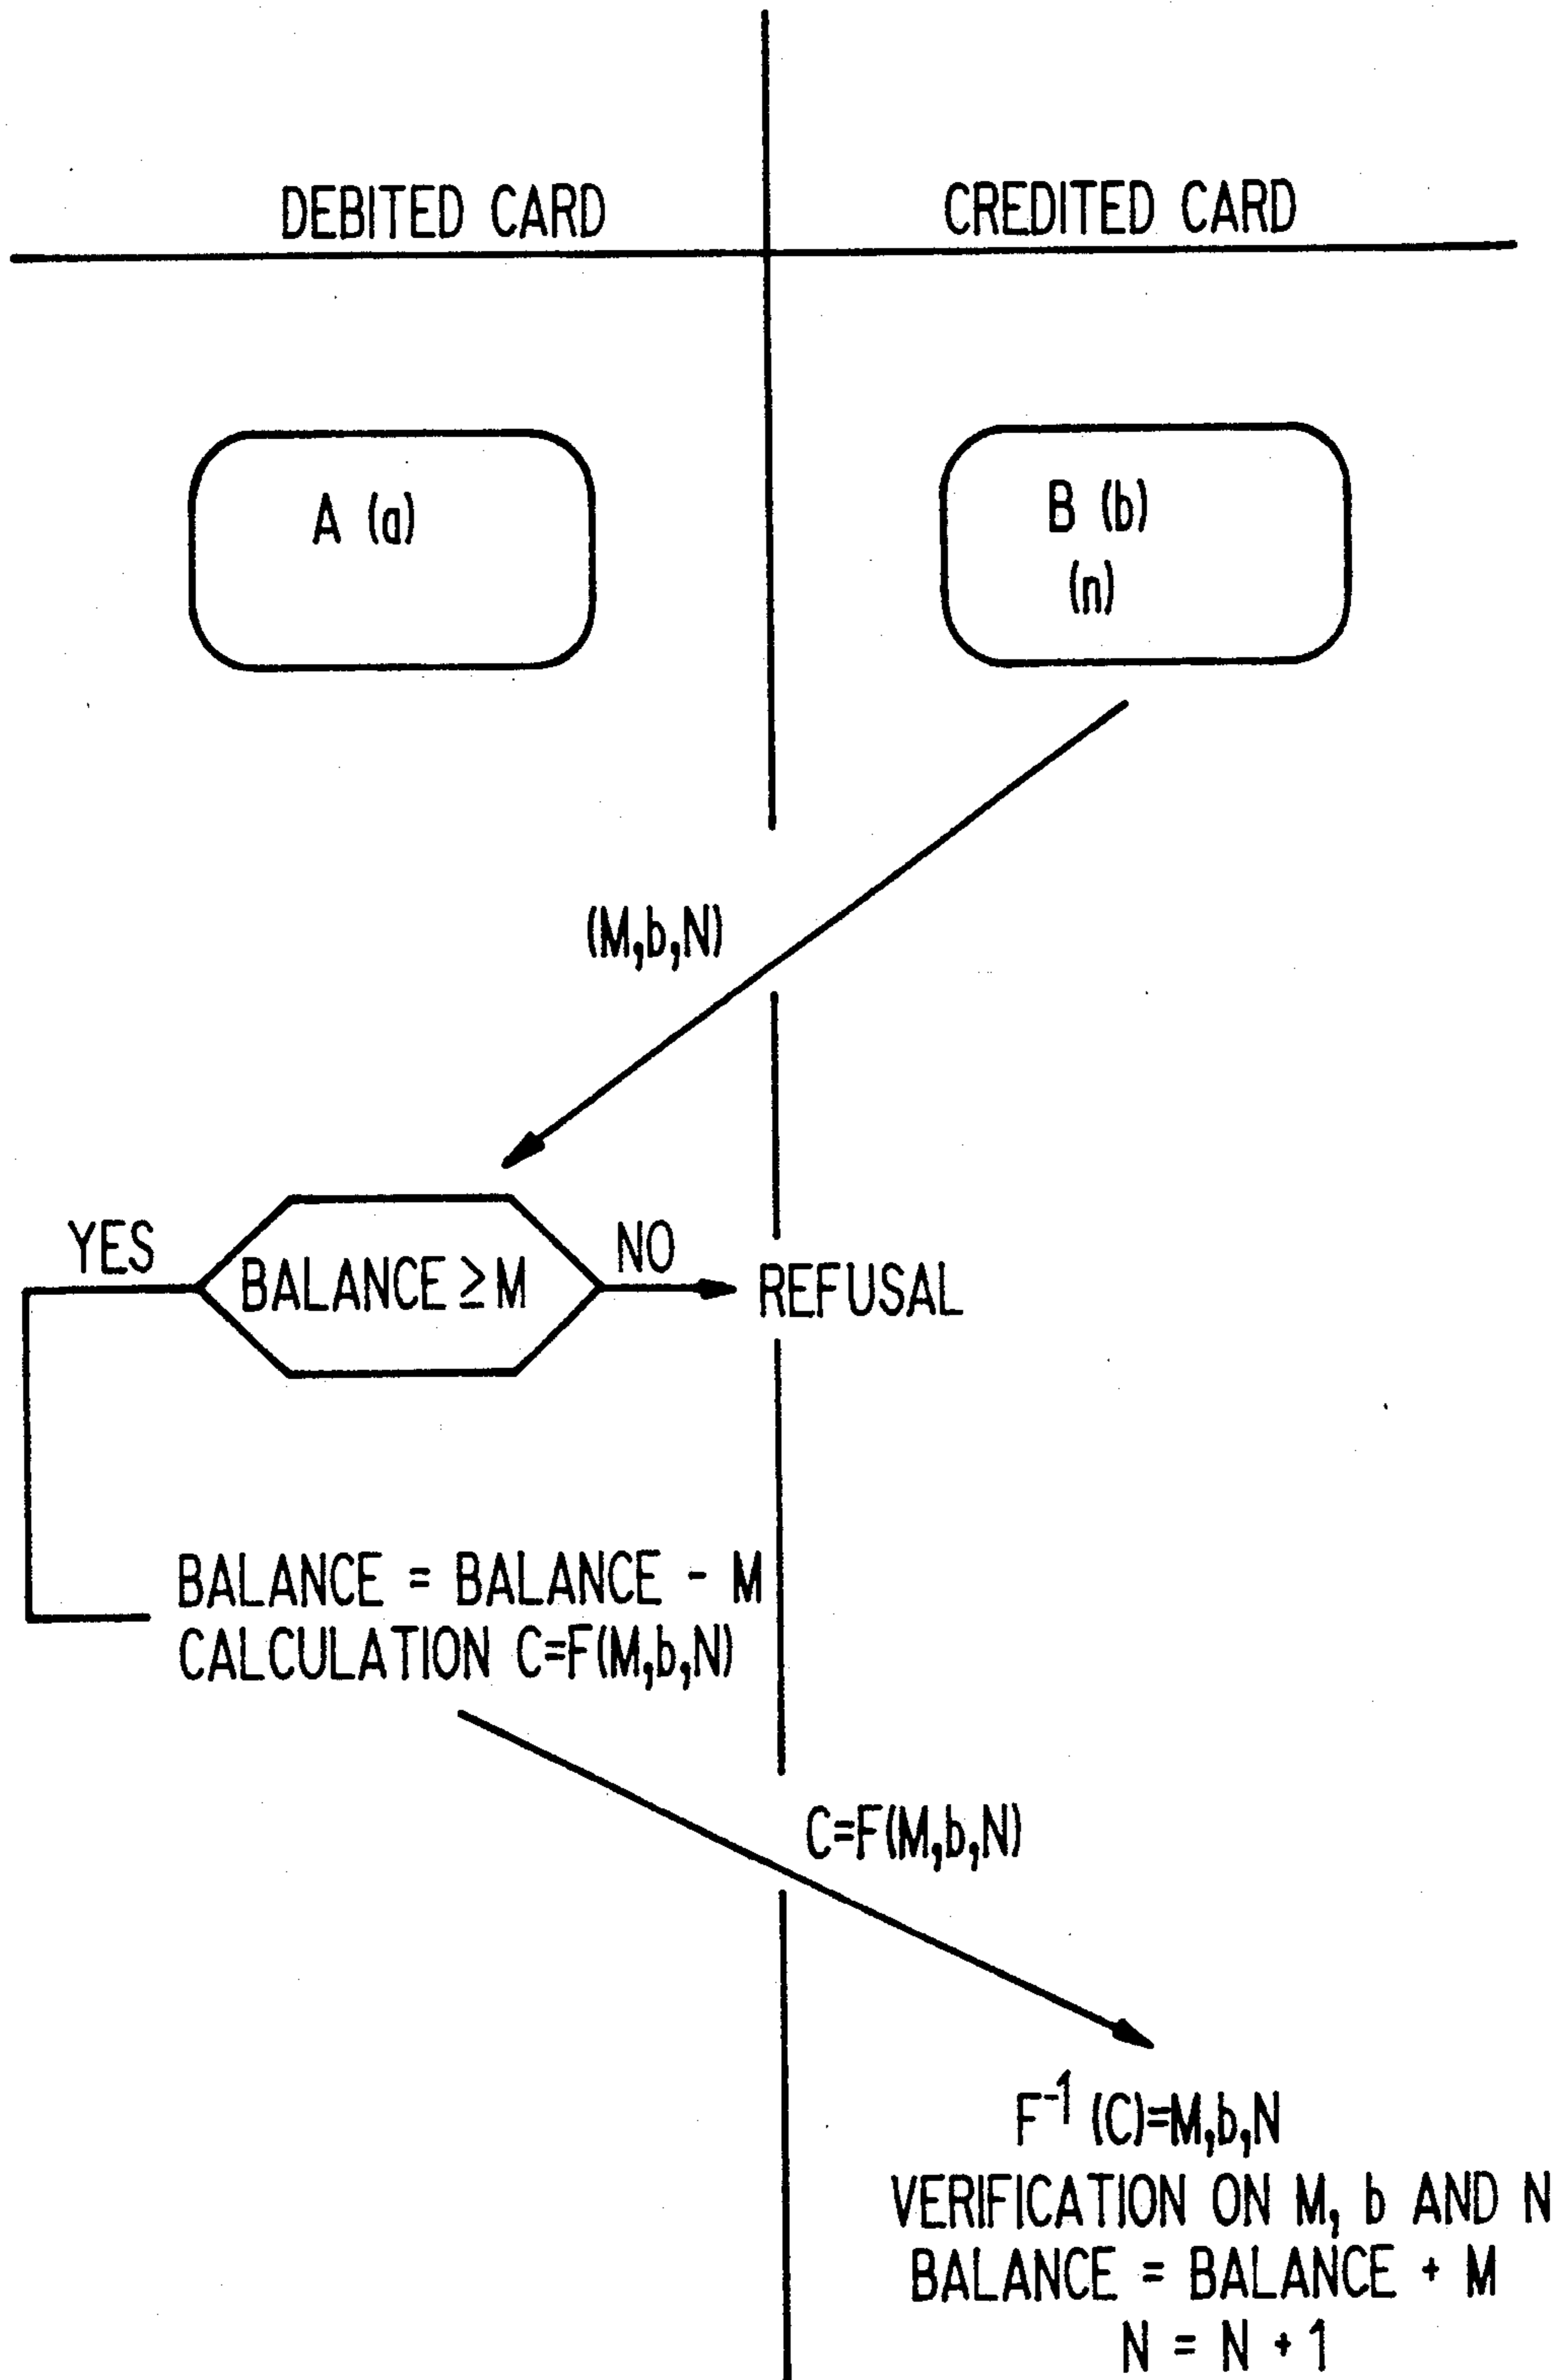 DEBITED CARD
CREDITED CARD
A (a)
B (b)
(n)
(M,b,N)
YES
BALANCE ≥ M
NO
REFUSAL
BALANCE = BALANCE - M
CALCULATION C=F(M,b,N)
C=F(M,b,N)
F⁻¹ (C)=M,b,N
VERIFICATION ON M, b AND N
BALANCE = BALANCE + M
N = N + 1